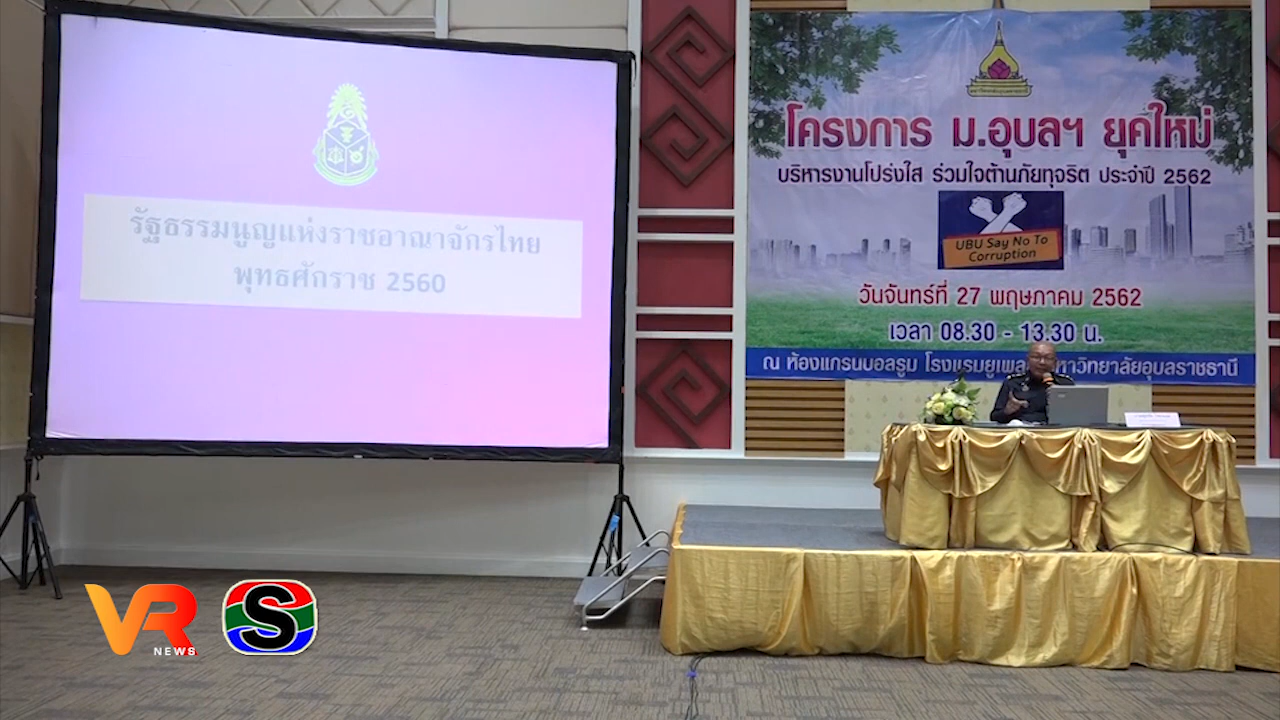 รัฐธรรมนูญแห่งราชอาณาจักรไทย
พุทธศักราช 2560
โครงการ ม.อุบลฯ ยุคใหม่
บริหารงานโปร่งใส ร่วมใจต้านภัยทุจริต ประจำปี 2562
UBU Say No To
Corruption
วันจันทร์ที่ 27 พฤษภาคม 2562
เวลา 08.30 - 13.30 น.
ณ ห้องแกรนบอลรูม โรงแรมยูเพล มหาวิทยาลัยอุบลราชธานี
VR
NEWS
S